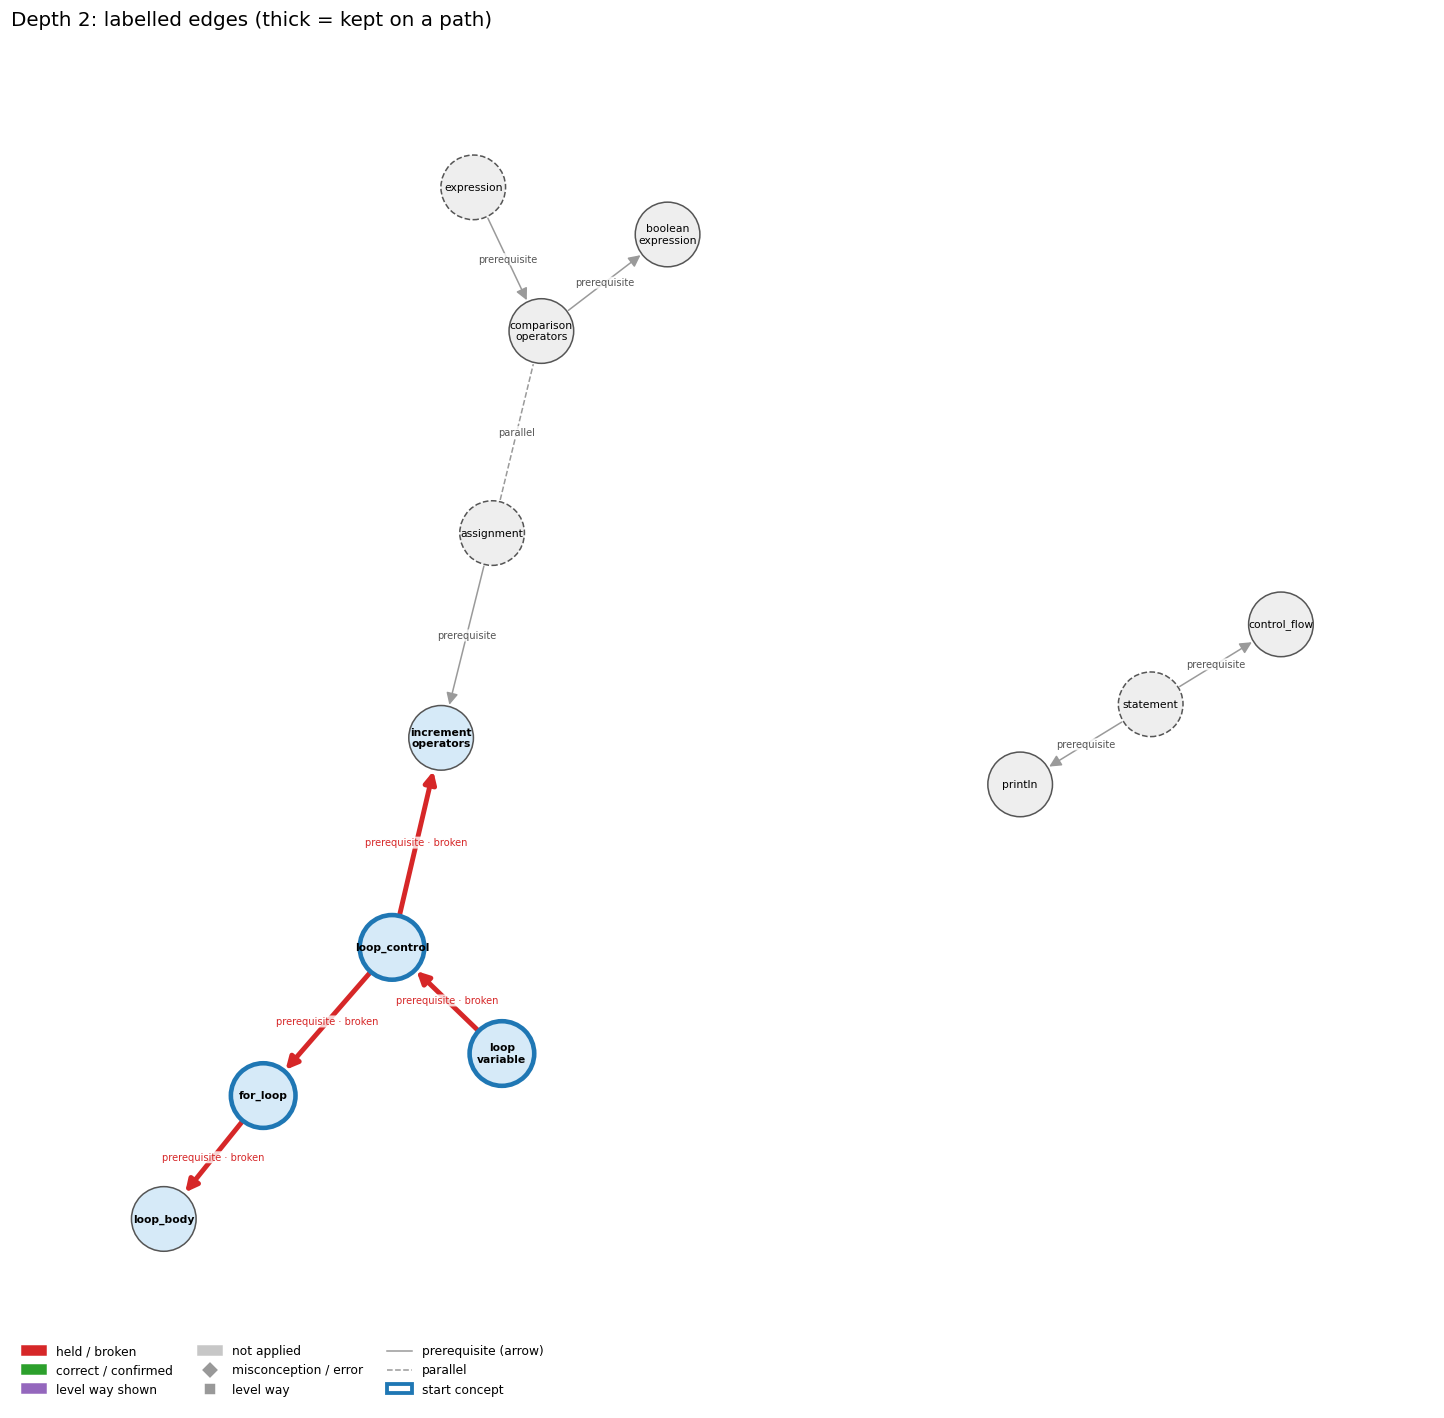 Depth 2: labelled edges (thick = kept on a path)
expression
boolean
expression
prerequisite
prerequisite
comparison
operators
parallel
assignment
control_flow
prerequisite
prerequisite
statement
increment
operators
prerequisite
println
prerequisite · broken
loop_control
prerequisite · broken
prerequisite · broken
loop
variable
for_loop
prerequisite · broken
loop_body
held / broken
correct / confirmed
level way shown
not applied
misconception / error
level way
prerequisite (arrow)
parallel
start concept